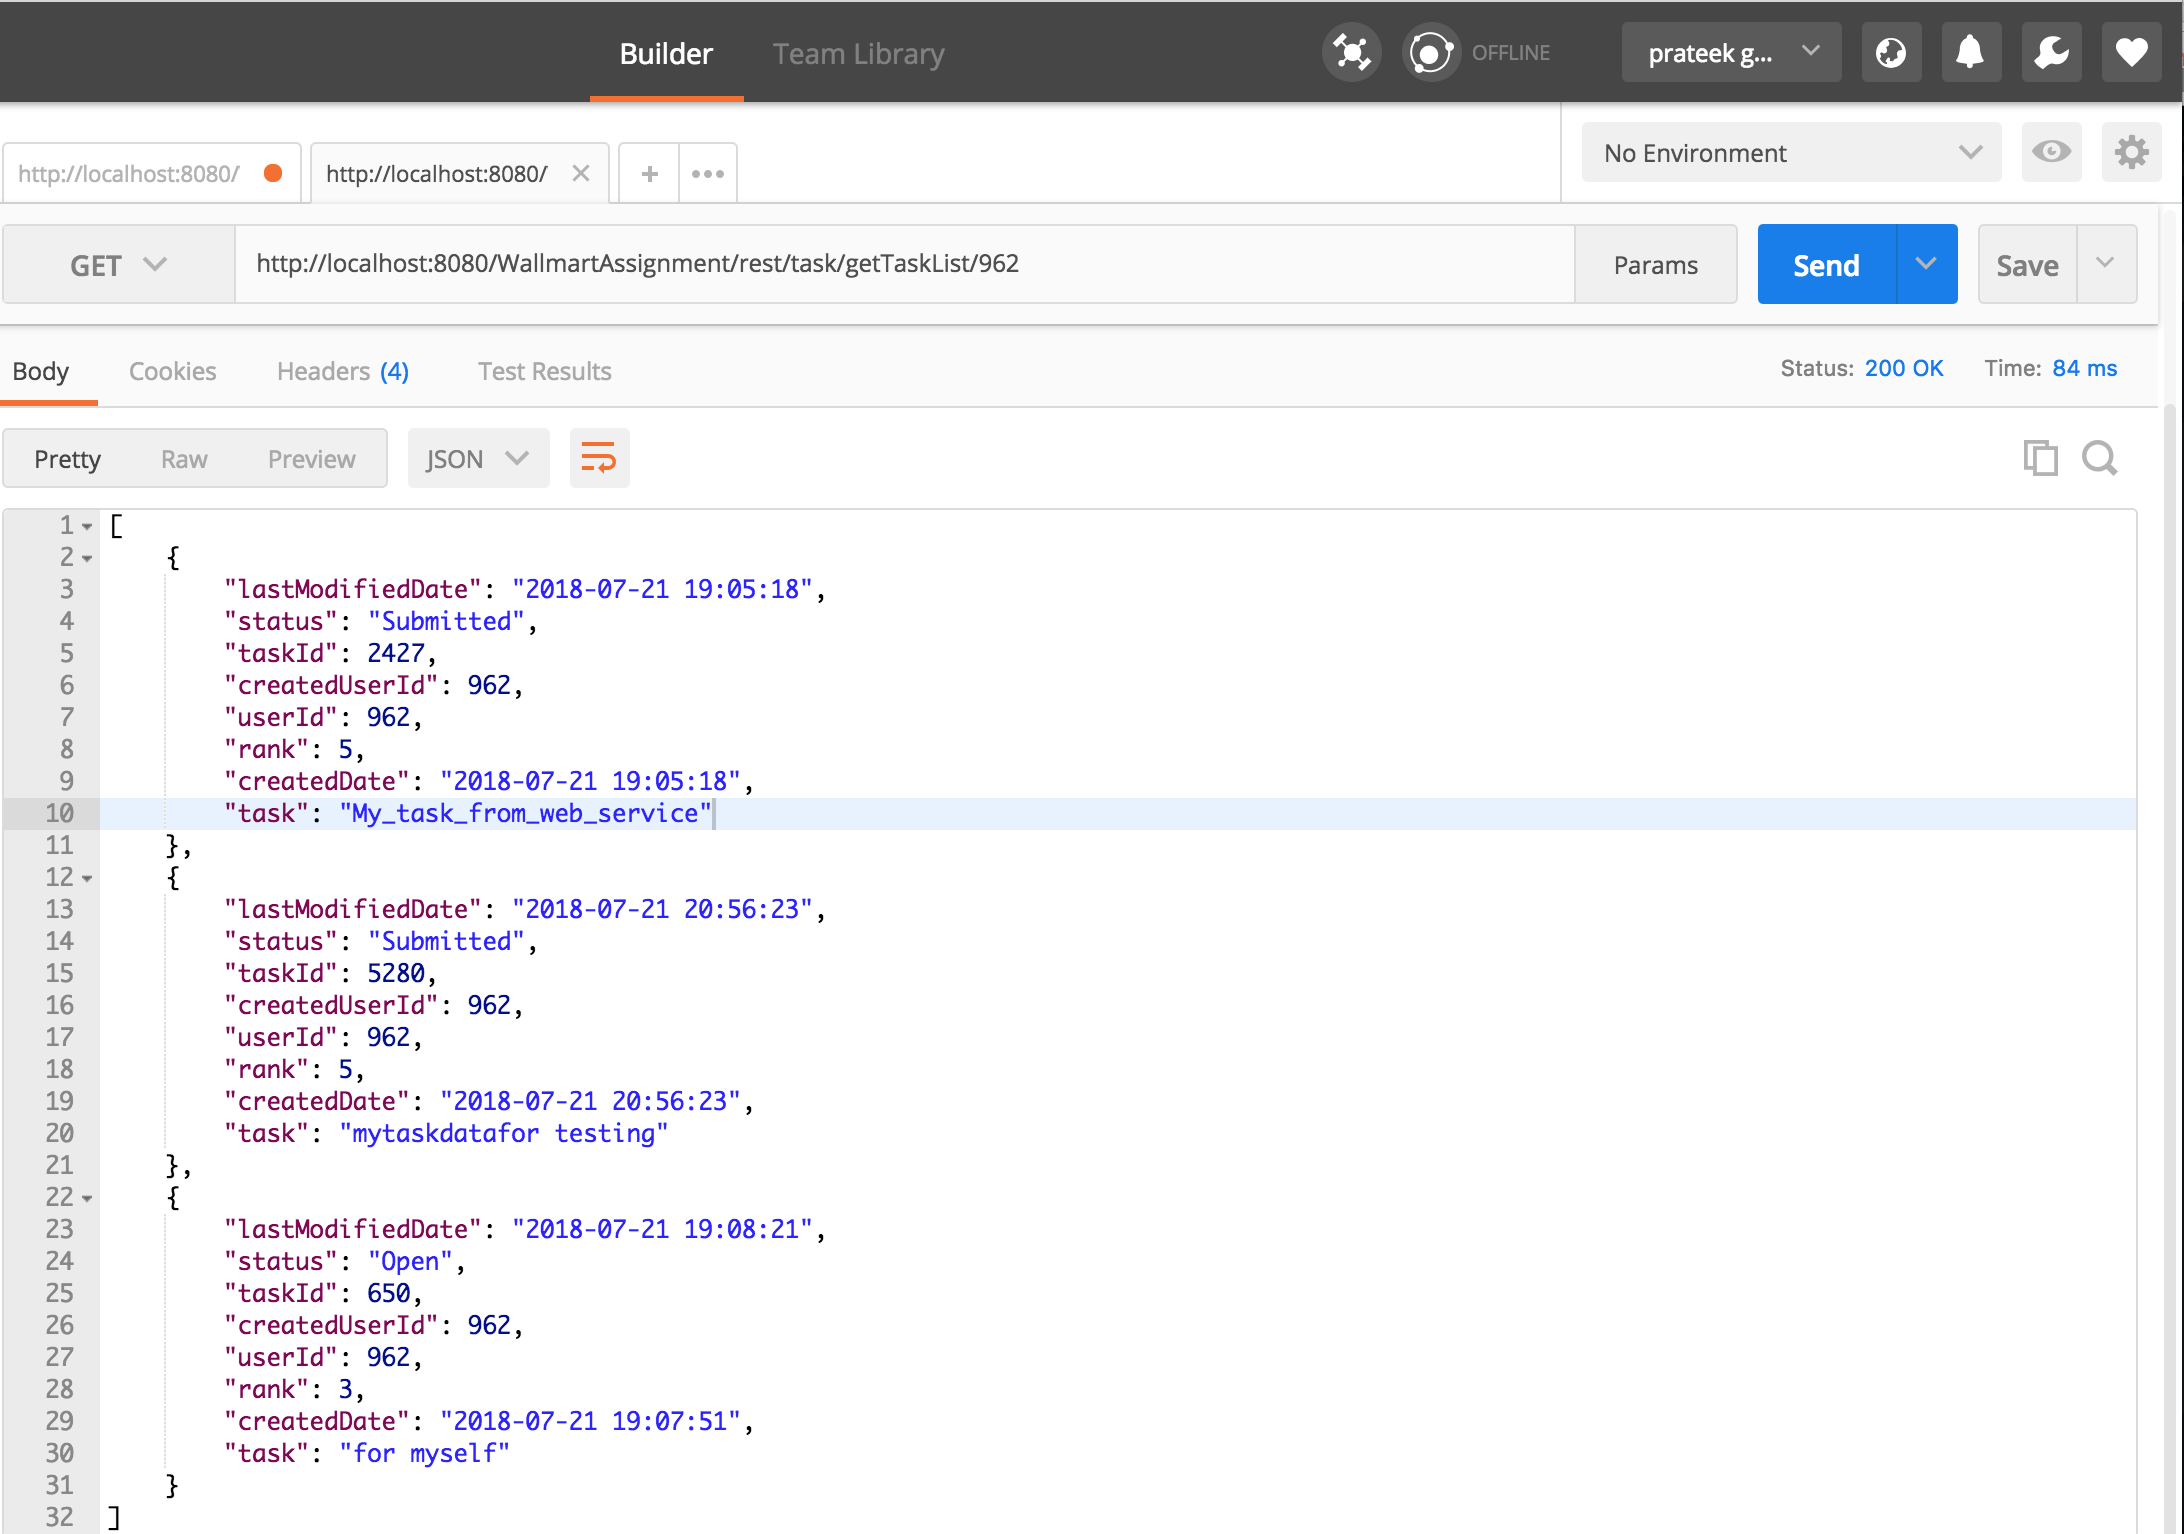 Builder Team Library OFFLINE prateek g...
http://localhost:8080/ http://localhost:8080/ No Environment
GET http://localhost:8080/WallmartAssignment/rest/task/getTaskList/962 Params Send Save
Body Cookies Headers (4) Test Results Status: 200 OK Time: 84 ms
Pretty Raw Preview JSON
1 [
2 {
3 "lastModifiedDate": "2018-07-21 19:05:18",
4 "status": "Submitted",
5 "taskId": 2427,
6 "createdUserId": 962,
7 "userId": 962,
8 "rank": 5,
9 "createdDate": "2018-07-21 19:05:18",
10 "task": "My_task_from_web_service"
11 },
12 {
13 "lastModifiedDate": "2018-07-21 20:56:23",
14 "status": "Submitted",
15 "taskId": 5280,
16 "createdUserId": 962,
17 "userId": 962,
18 "rank": 5,
19 "createdDate": "2018-07-21 20:56:23",
20 "task": "mytaskdatafor testing"
21 },
22 {
23 "lastModifiedDate": "2018-07-21 19:08:21",
24 "status": "Open",
25 "taskId": 650,
26 "createdUserId": 962,
27 "userId": 962,
28 "rank": 3,
29 "createdDate": "2018-07-21 19:07:51",
30 "task": "for myself"
31 }
32 ]